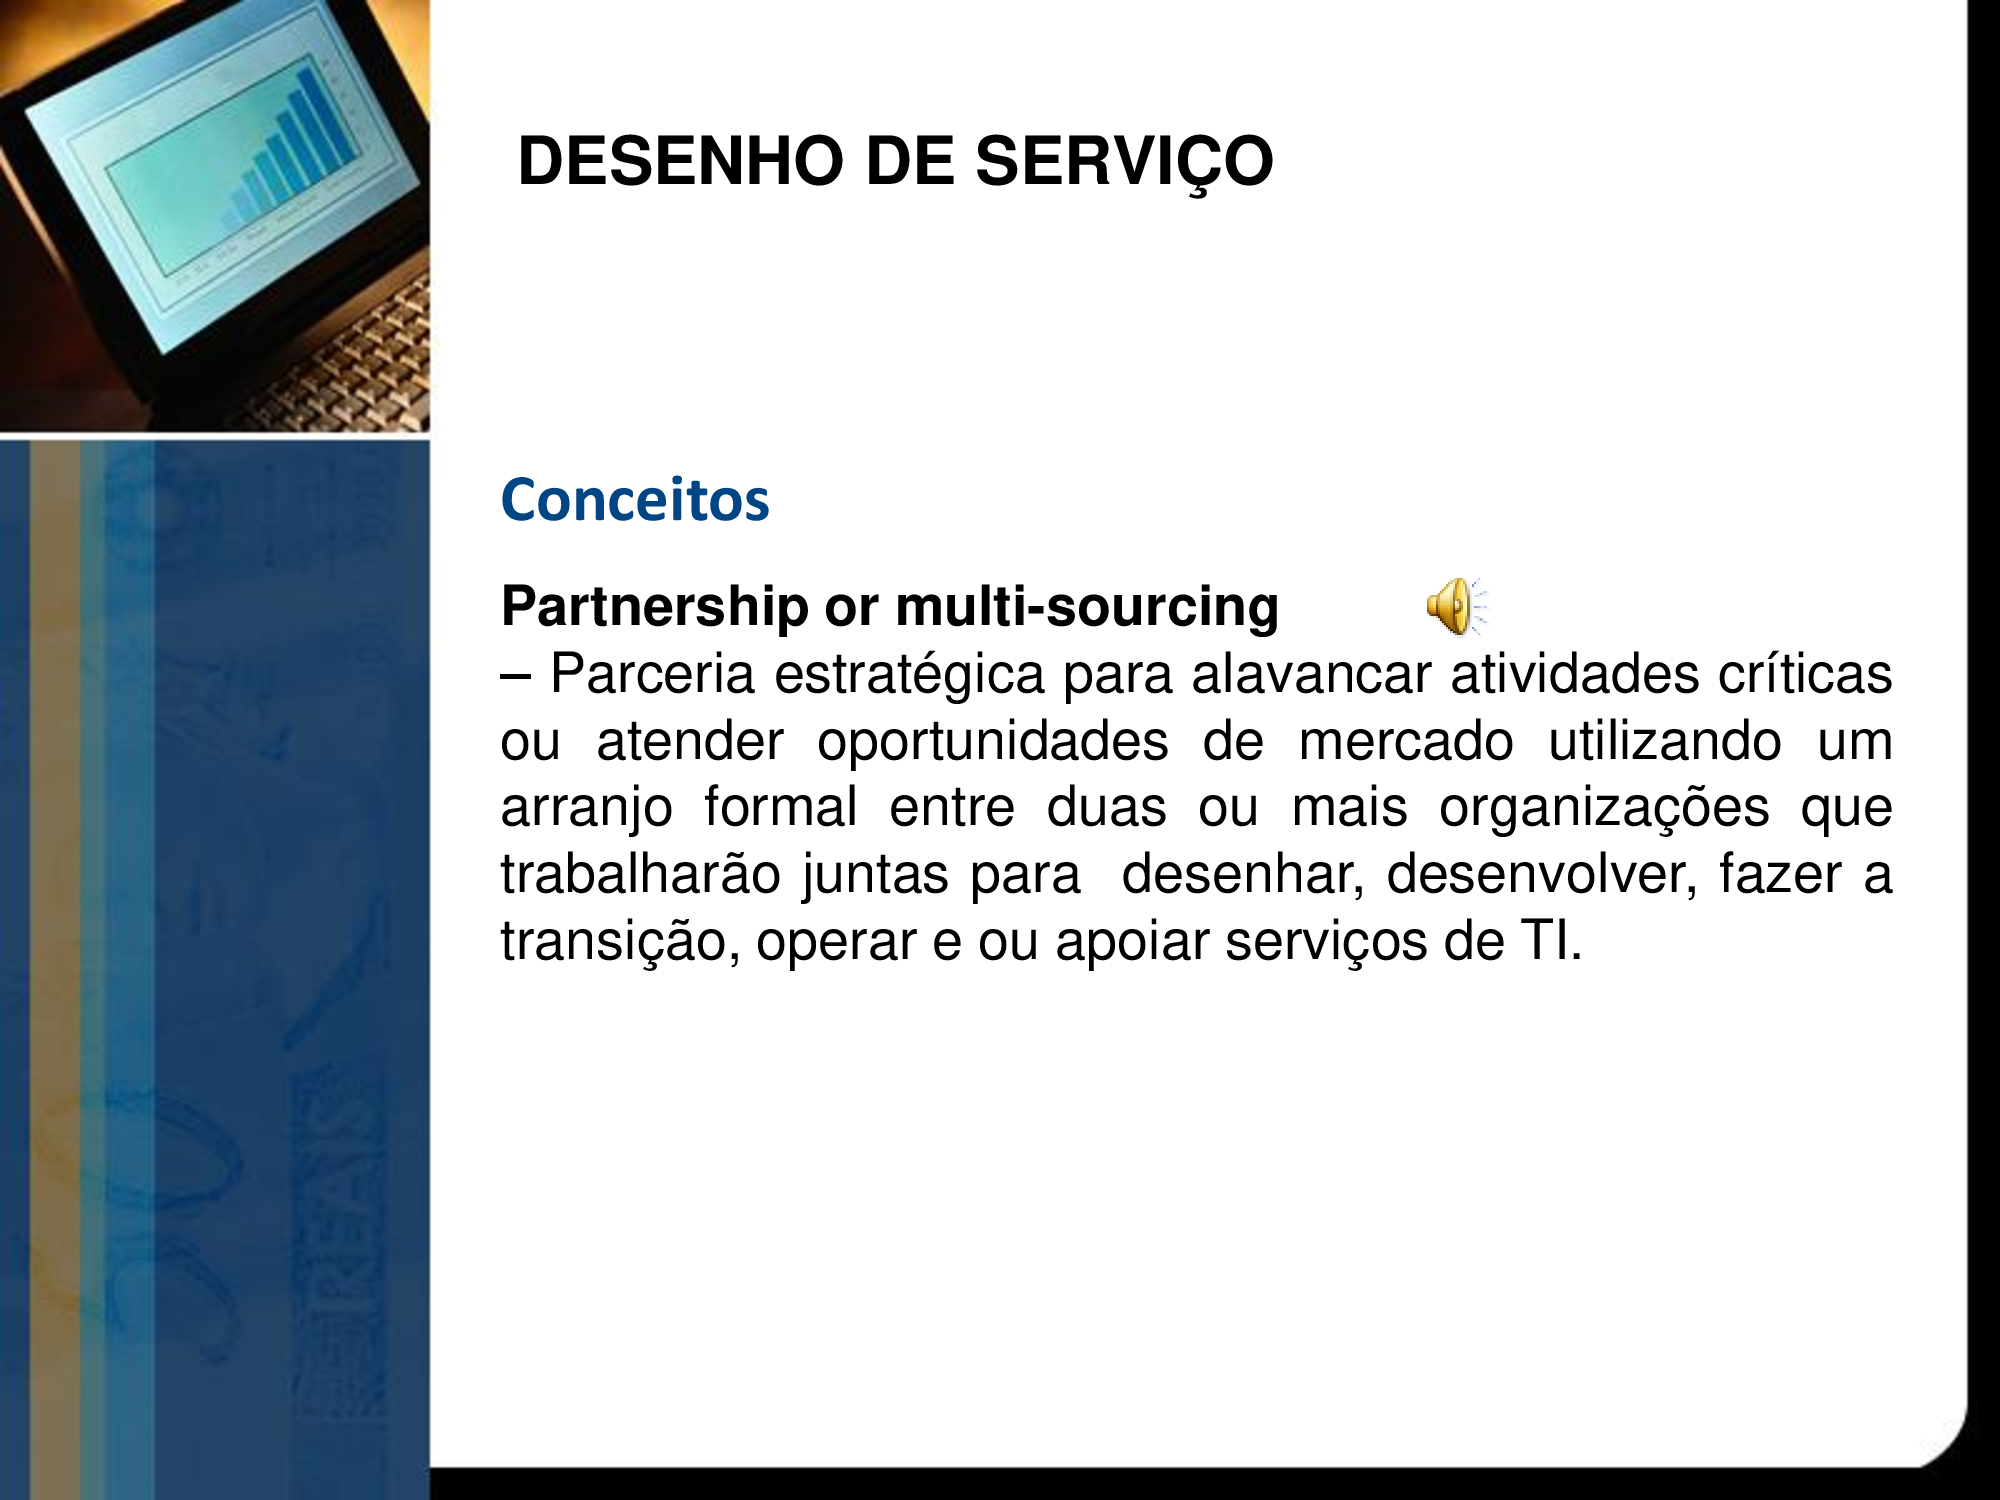 DESENHO DE SERVIÇO
Conceitos
Partnership or multi-sourcing
– Parceria estratégica para alavancar atividades críticas
ou atender oportunidades de mercado utilizando um
arranjo formal entre duas ou mais organizações que
trabalharão juntas para desenhar, desenvolver, fazer a
transição, operar e ou apoiar serviços de TI.
REAIS